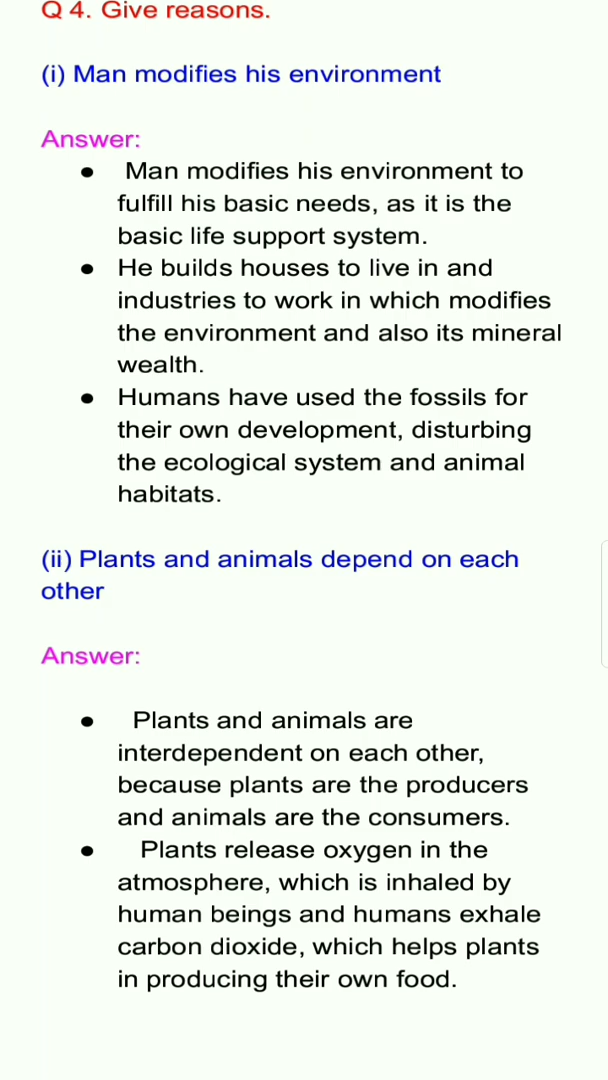 Q 4. Give reasons.
(i) Man modifies his environment
Answer:
● Man modifies his environment to
fulfill his basic needs, as it is the
basic life support system.
● He builds houses to live in and
industries to work in which modifies
the environment and also its mineral
wealth.
● Humans have used the fossils for
their own development, disturbing
the ecological system and animal
habitats.
(ii) Plants and animals depend on each
other
Answer:
● Plants and animals are
interdependent on each other,
because plants are the producers
and animals are the consumers.
● Plants release oxygen in the
atmosphere, which is inhaled by
human beings and humans exhale
carbon dioxide, which helps plants
in producing their own food.